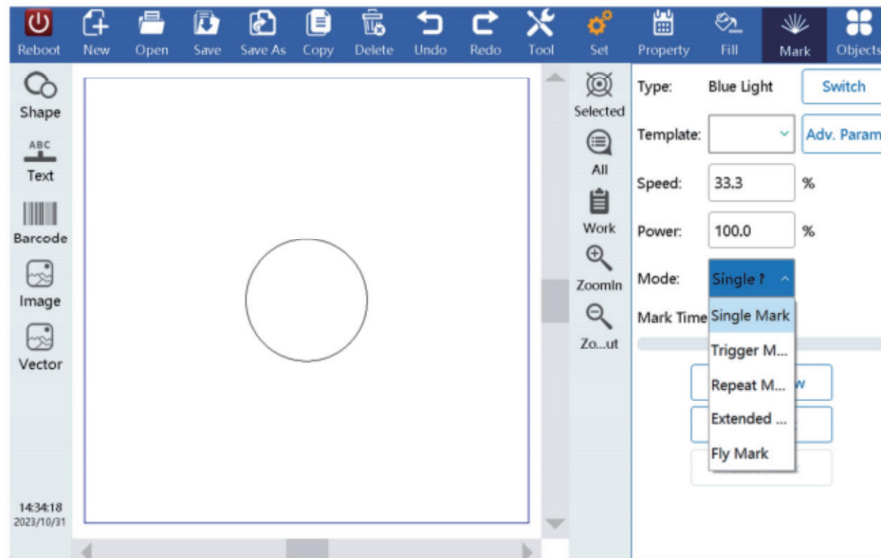 Reboot New Open Save Save As Copy Delete Undo Redo Tool Set Property Fill Mark Objects
Shape
ABC
Text
Barcode
Image
Vector
14:34:18
2023/10/31
Selected
All
Work
ZoomIn
Zo...ut
Type: Blue Light Switch
Template: Adv. Param
Speed: 33.3 %
Power: 100.0 %
Mode: Single
Mark Time
Single Mark
Trigger M...
Repeat M...
Extended ...
Fly Mark